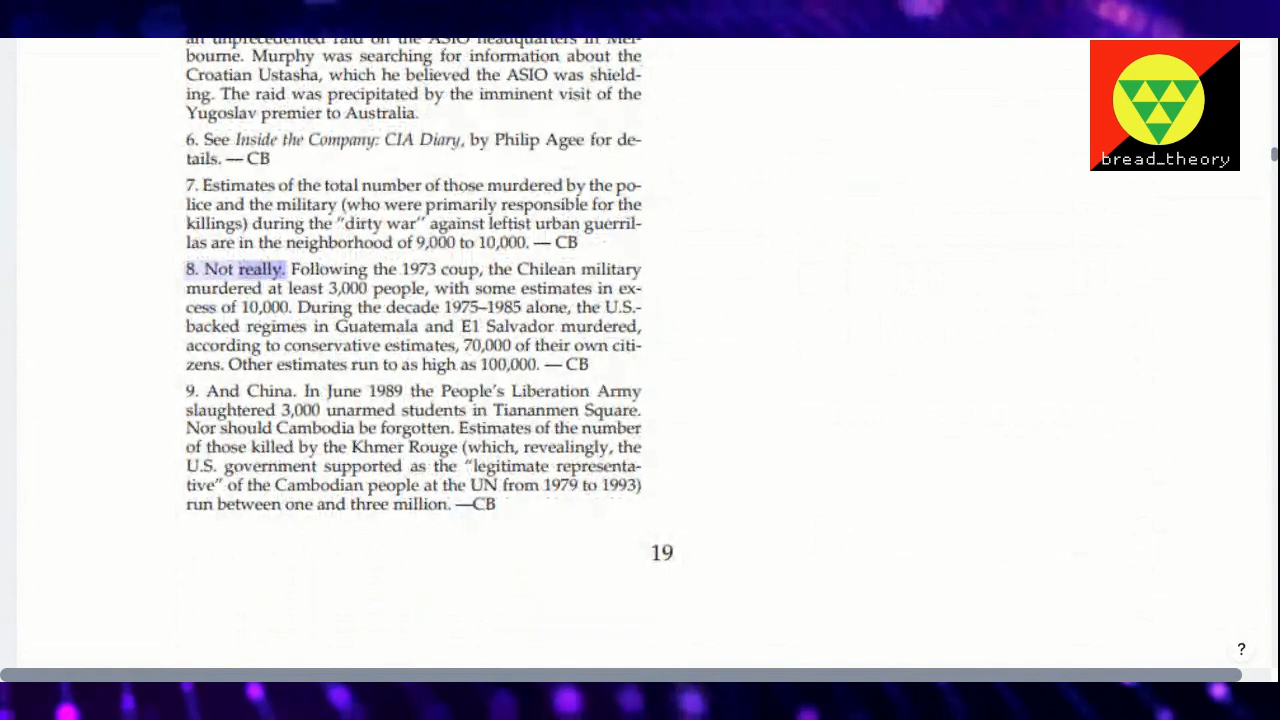 an unprecedented raid on the ASIO headquarters in Mel-
bourne. Murphy was searching for information about the
Croatian Ustasha, which he believed the ASIO was shield-
ing. The raid was precipitated by the imminent visit of the
Yugoslav premier to Australia.
6. See Inside the Company: CIA Diary, by Philip Agee for de-
tails. — CB
7. Estimates of the total number of those murdered by the po-
lice and the military (who were primarily responsible for the
killings) during the "dirty war" against leftist urban guerril-
las are in the neighborhood of 9,000 to 10,000. — CB
8. Not really. Following the 1973 coup, the Chilean military
murdered at least 3,000 people, with some estimates in ex-
cess of 10,000. During the decade 1975–1985 alone, the U.S.-
backed regimes in Guatemala and E1 Salvador murdered,
according to conservative estimates, 70,000 of their own citi-
zens. Other estimates run to as high as 100,000. — CB
9. And China. In June 1989 the People's Liberation Army
slaughtered 3,000 unarmed students in Tiananmen Square.
Nor should Cambodia be forgotten. Estimates of the number
of those killed by the Khmer Rouge (which, revealingly, the
U.S. government supported as the "legitimate representa-
tive" of the Cambodian people at the UN from 1979 to 1993)
run between one and three million. —CB
19
bread_theory
?